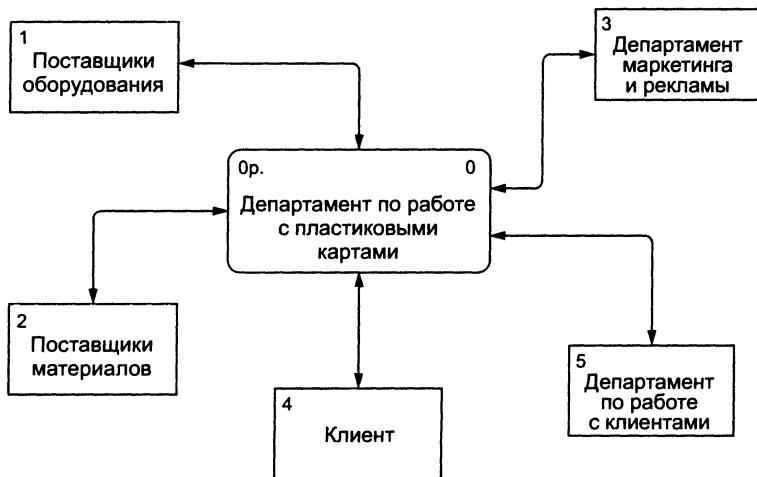 1
Поставщики
оборудования
3
Департамент
маркетинга
и рекламы
0р. 0
Департамент по работе
с пластиковыми
картами
2
Поставщики
материалов
4
Клиент
5
Департамент
по работе
с клиентами